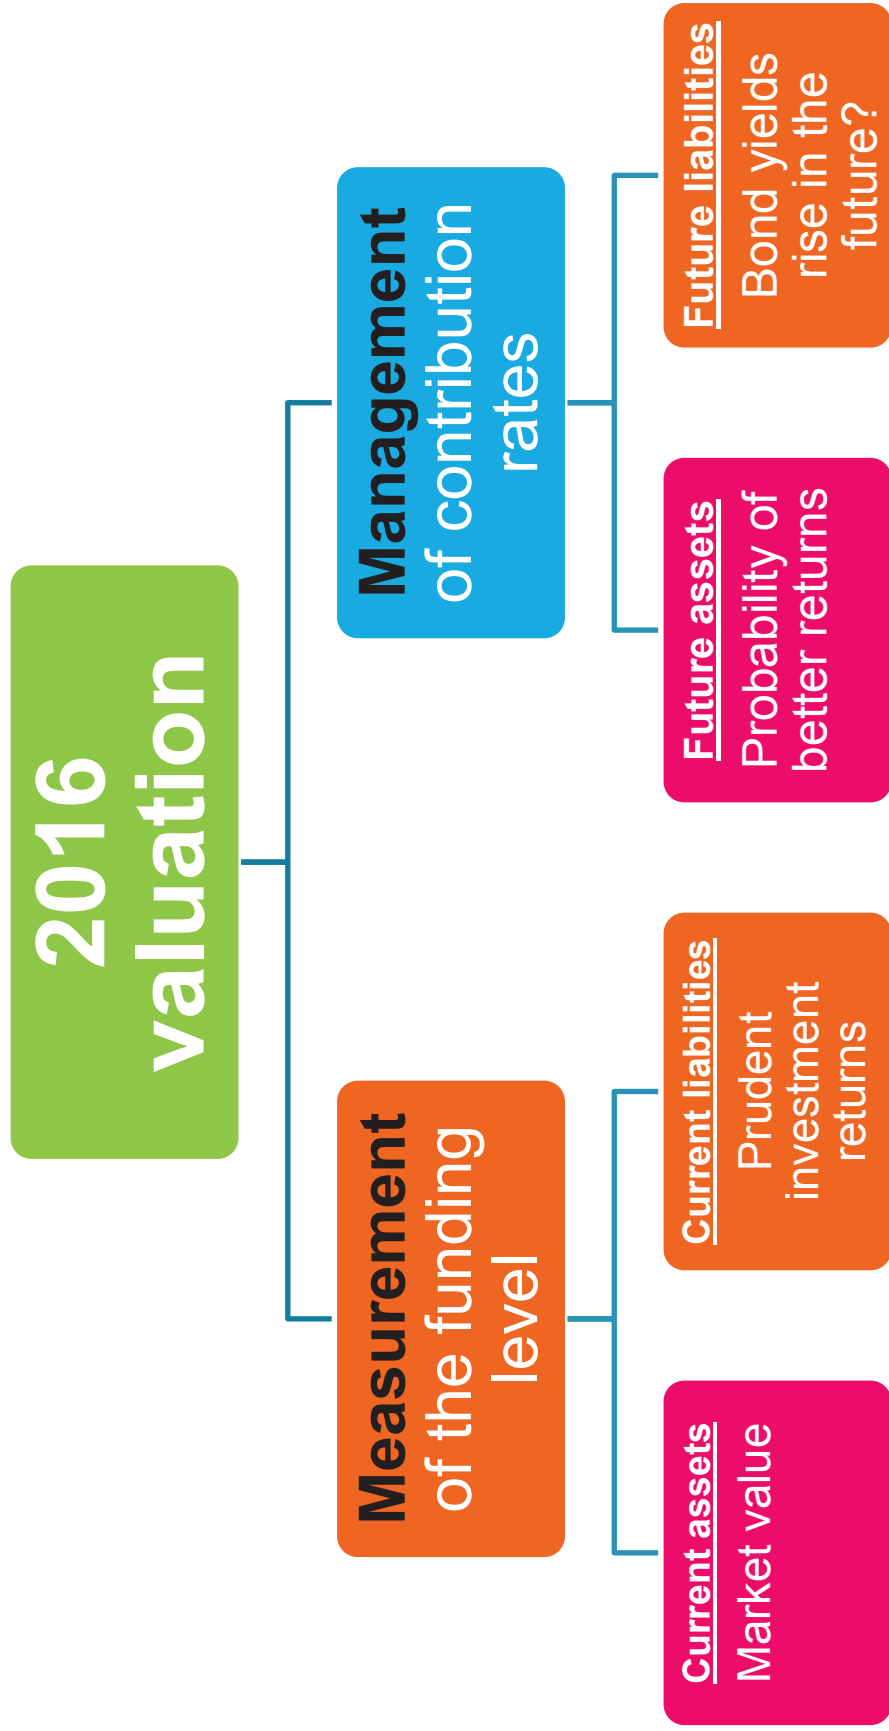 2016
valuation
Measurement
of the funding
level
Management
of contribution
rates
Current assets
Market value
Current liabilities
Prudent
investment
returns
Future assets
Probability of
better returns
Future liabilities
Bond yields
rise in the
future?